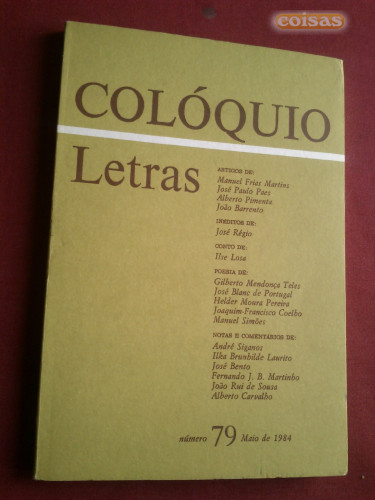 coisas
COLÓQUIO
Letras
ARTIGOS DE:
Manuel Frias Martins
José Paulo Paes
Alberto Pimenta
João Barrento
INÉDITOS DE:
José Régio
CONTO DE:
Ilse Losa
POESIA DE:
Gilberto Mendonça Teles
José Blanc de Portugal
Helder Moura Pereira
Joaquim-Francisco Coelho
Manuel Simões
NOTAS E COMENTÁRIOS DE:
André Siganos
Ilka Brunhilde Laurito
José Bento
Fernando J. B. Martinho
João Rui de Sousa
Alberto Carvalho
número 79 Maio de 1984